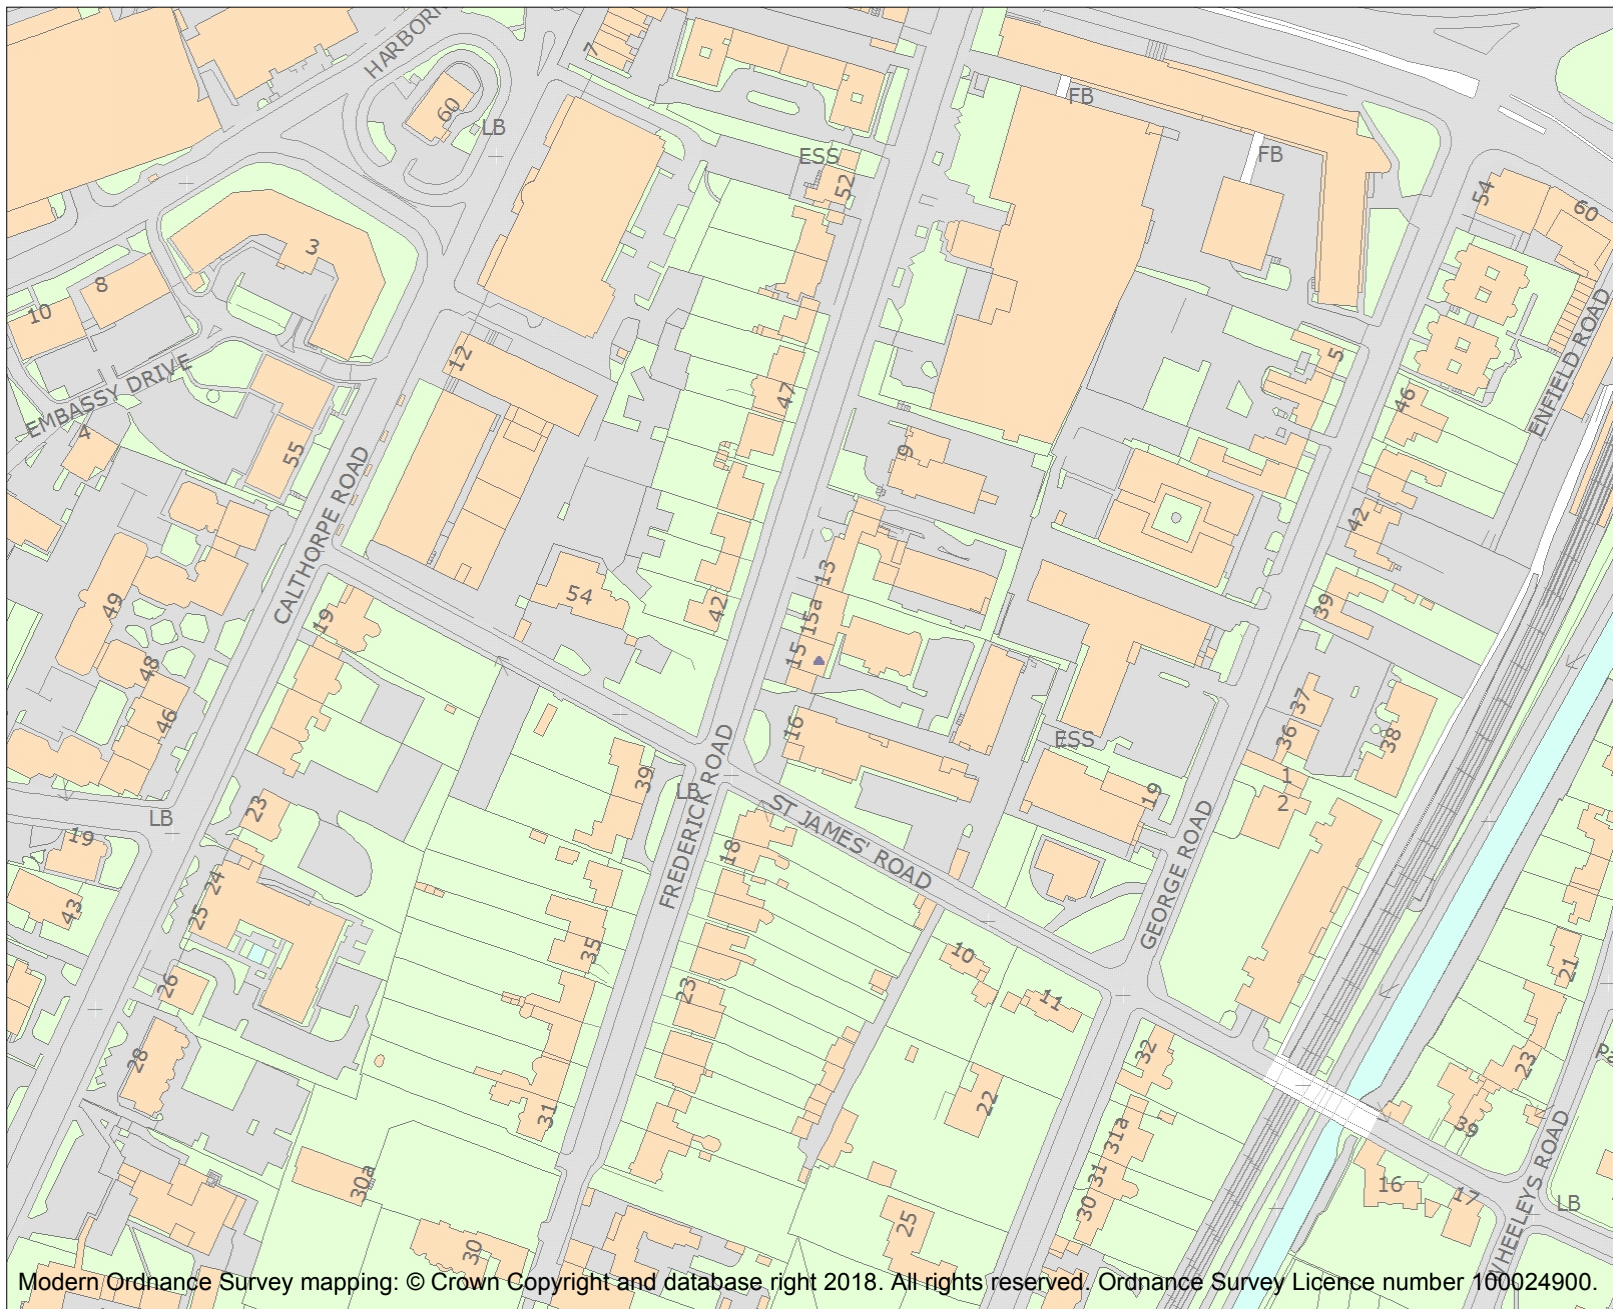 HARBORN
7
60
LB
FB
FB
ESS
52
54
60
3
8
10
12
5
ENFIELD ROAD
EMBASSY DRIVE
47
46
4
55
9
42
CALTHORPE ROAD
49
13
54
42
15a
39
19
48
15
46
37
16
36
38
ESS
39
1
LB
19
2
23
LB
FREDERICK ROAD
ST JAMES' ROAD
19
18
GEORGE ROAD
24
43
25
35
10
21
26
23
11
28
32
23
22
31
31a
39
WHEELEYS ROAD
30a
31
16
17
30
LB
25
30
Modern Ordnance Survey mapping: © Crown Copyright and database right 2018. All rights reserved. Ordnance Survey Licence number 100024900.